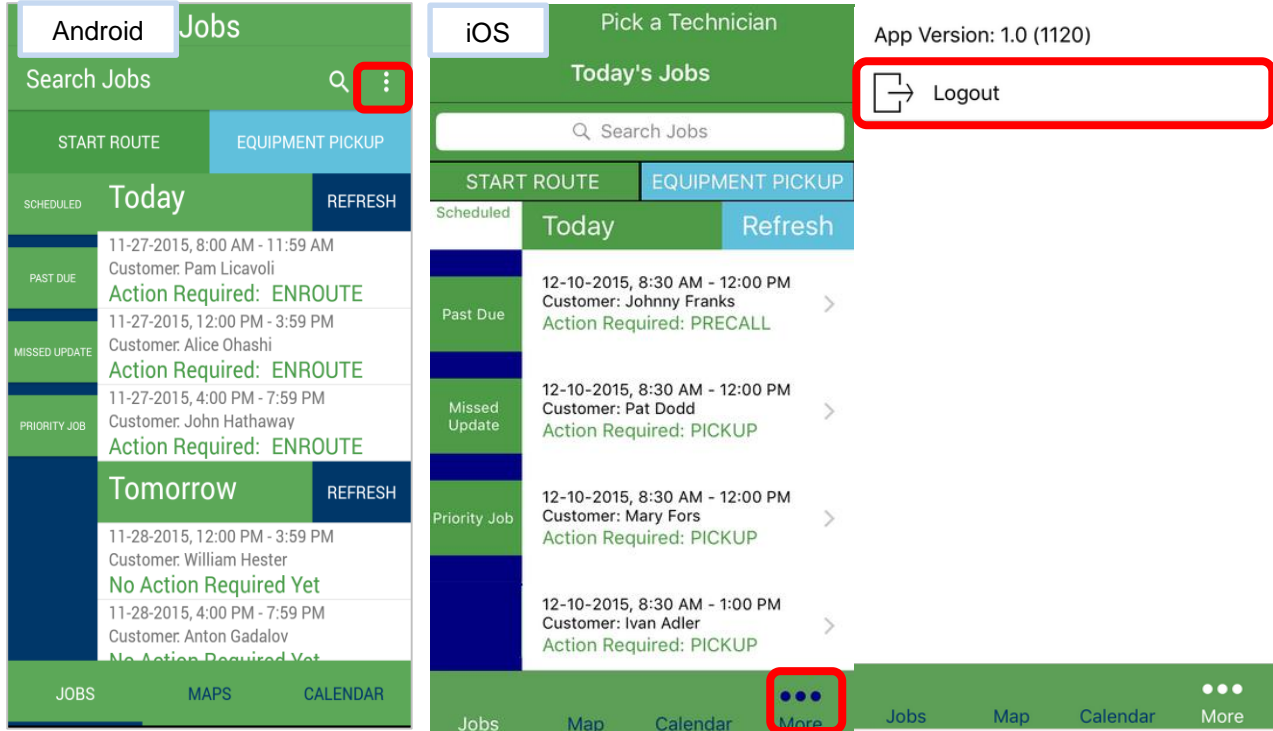 Android
Jobs
Search Jobs
START ROUTE
EQUIPMENT PICKUP
SCHEDULED
Today
REFRESH
PAST DUE
MISSED UPDATE
PRIORITY JOB
11-27-2015, 8:00 AM - 11:59 AM
Customer: Pam Licavoli
Action Required: ENROUTE
11-27-2015, 12:00 PM - 3:59 PM
Customer: Alice Ohashi
Action Required: ENROUTE
11-27-2015, 4:00 PM - 7:59 PM
Customer: John Hathaway
Action Required: ENROUTE
Tomorrow
REFRESH
11-28-2015, 12:00 PM - 3:59 PM
Customer: William Hester
No Action Required Yet
11-28-2015, 4:00 PM - 7:59 PM
Customer: Anton Gadalov
No Action Required Yet
JOBS
MAPS
CALENDAR
iOS
Pick a Technician
Today's Jobs
Search Jobs
START ROUTE
EQUIPMENT PICKUP
Scheduled
Today
Refresh
Past Due
Missed
Update
Priority Job
12-10-2015, 8:30 AM - 12:00 PM
Customer: Johnny Franks
Action Required: PRECALL
12-10-2015, 8:30 AM - 12:00 PM
Customer: Pat Dodd
Action Required: PICKUP
12-10-2015, 8:30 AM - 12:00 PM
Customer: Mary Fors
Action Required: PICKUP
12-10-2015, 8:30 AM - 1:00 PM
Customer: Ivan Adler
Action Required: PICKUP
Jobs
Map
Calendar
More
App Version: 1.0 (1120)
Logout
Jobs
Map
Calendar
More